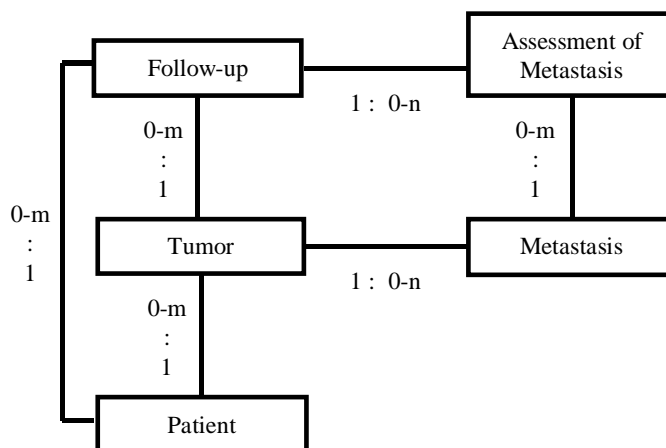 Follow-up
Assessment of
Metastasis
1 : 0-n
0-m
:
1
0-m
:
1
0-m
:
1
Tumor
Metastasis
1 : 0-n
0-m
:
1
Patient